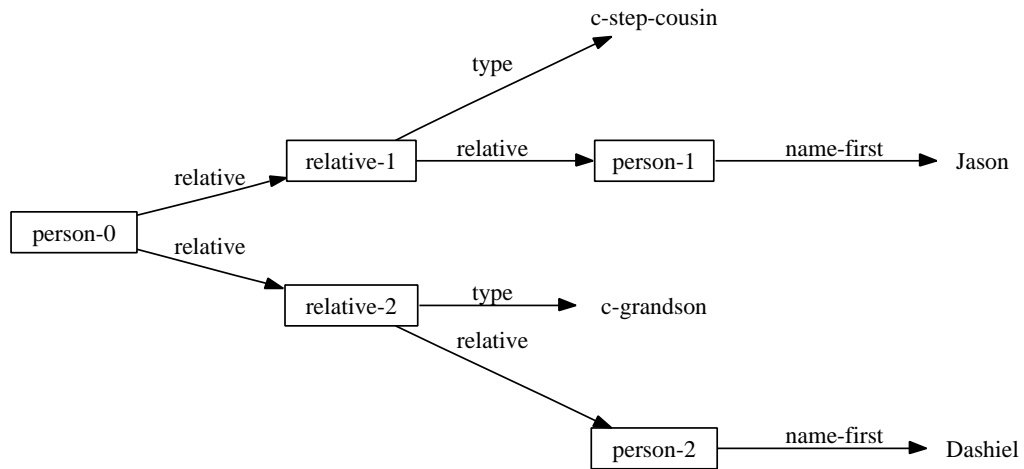 c-step-cousin
type
relative-1
relative
person-1
name-first
Jason
relative
person-0
relative
relative-2
type
c-grandson
relative
person-2
name-first
Dashiel